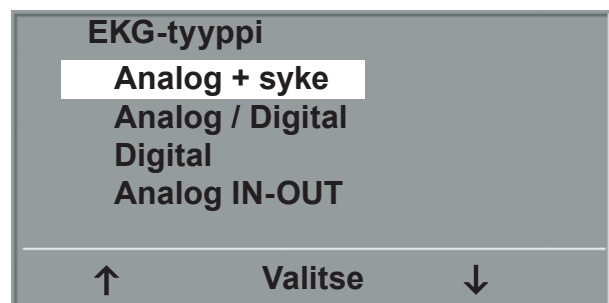 EKG-tyyppi
Analog + syke
Analog / Digital
Digital
Analog IN-OUT
↑ Valitse ↓